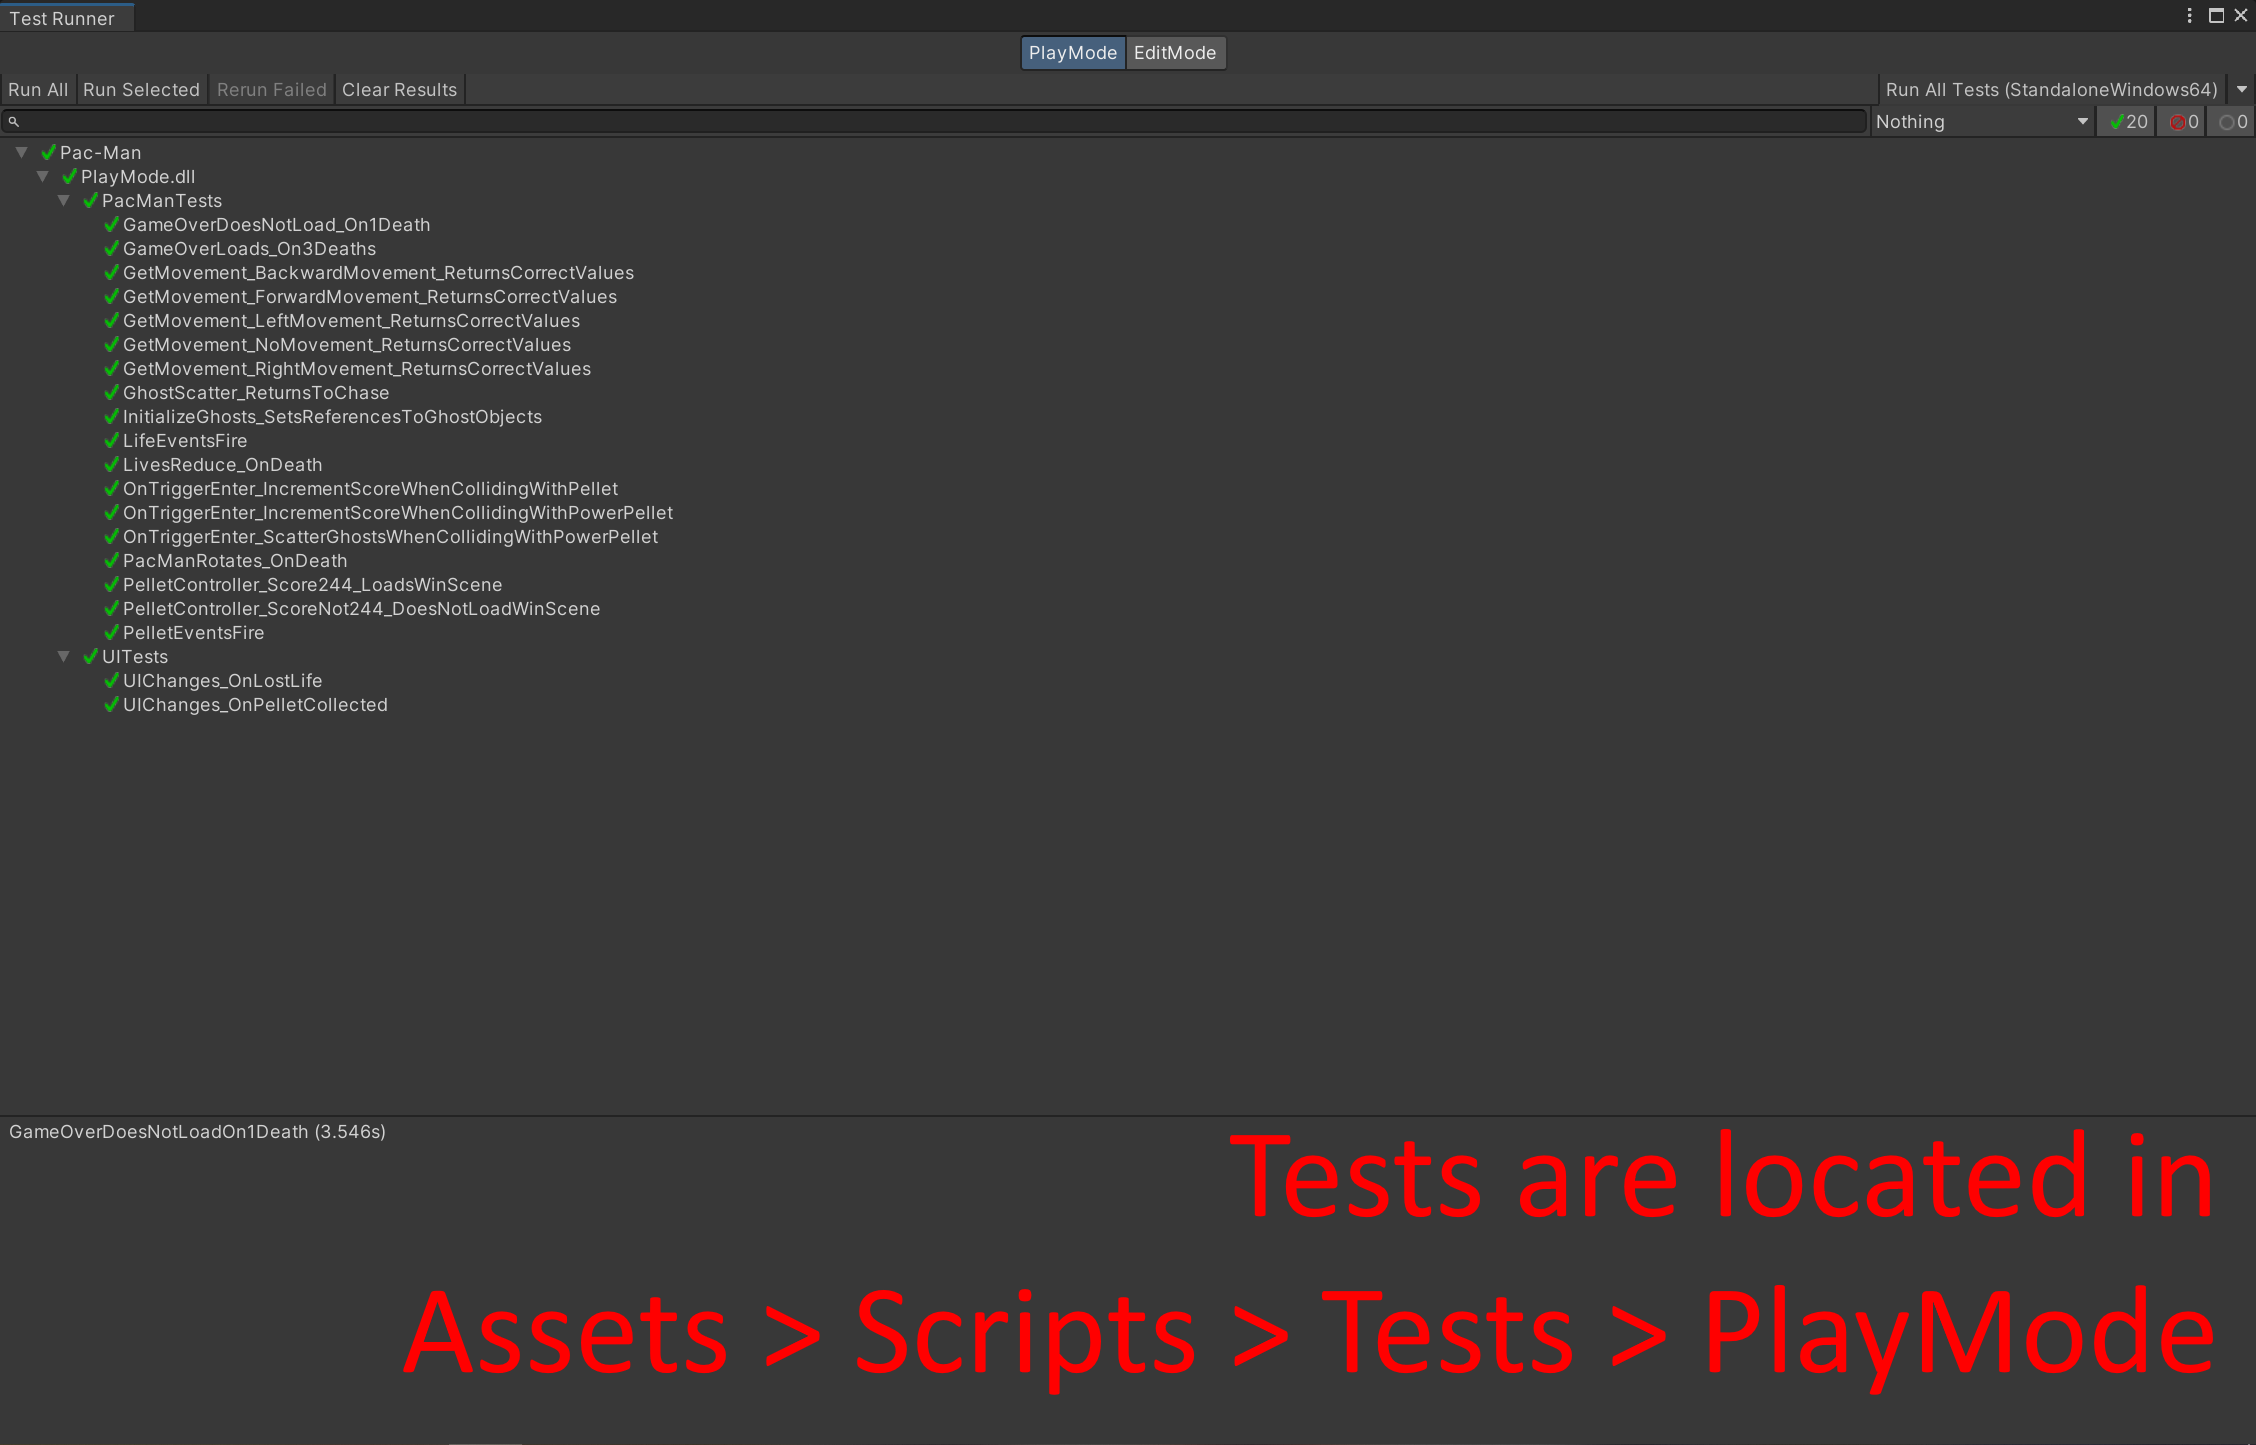 Test Runner
PlayMode EditMode
Run All Run Selected Rerun Failed Clear Results Run All Tests (StandaloneWindows64)
Nothing 20 0 0
Pac-Man
PlayMode.dll
PacManTests
GameOverDoesNotLoad_On1Death
GameOverLoads_On3Deaths
GetMovement_BackwardMovement_ReturnsCorrectValues
GetMovement_ForwardMovement_ReturnsCorrectValues
GetMovement_LeftMovement_ReturnsCorrectValues
GetMovement_NoMovement_ReturnsCorrectValues
GetMovement_RightMovement_ReturnsCorrectValues
GhostScatter_ReturnsToChase
InitializeGhosts_SetsReferencesToGhostObjects
LifeEventsFire
LivesReduce_OnDeath
OnTriggerEnter_IncrementScoreWhenCollidingWithPellet
OnTriggerEnter_IncrementScoreWhenCollidingWithPowerPellet
OnTriggerEnter_ScatterGhostsWhenCollidingWithPowerPellet
PacManRotates_OnDeath
PelletController_Score244_LoadsWinScene
PelletController_ScoreNot244_DoesNotLoadWinScene
PelletEventsFire
UITests
UIChanges_OnLostLife
UIChanges_OnPelletCollected
GameOverDoesNotLoadOn1Death (3.546s)
Tests are located in
Assets > Scripts > Tests > PlayMode